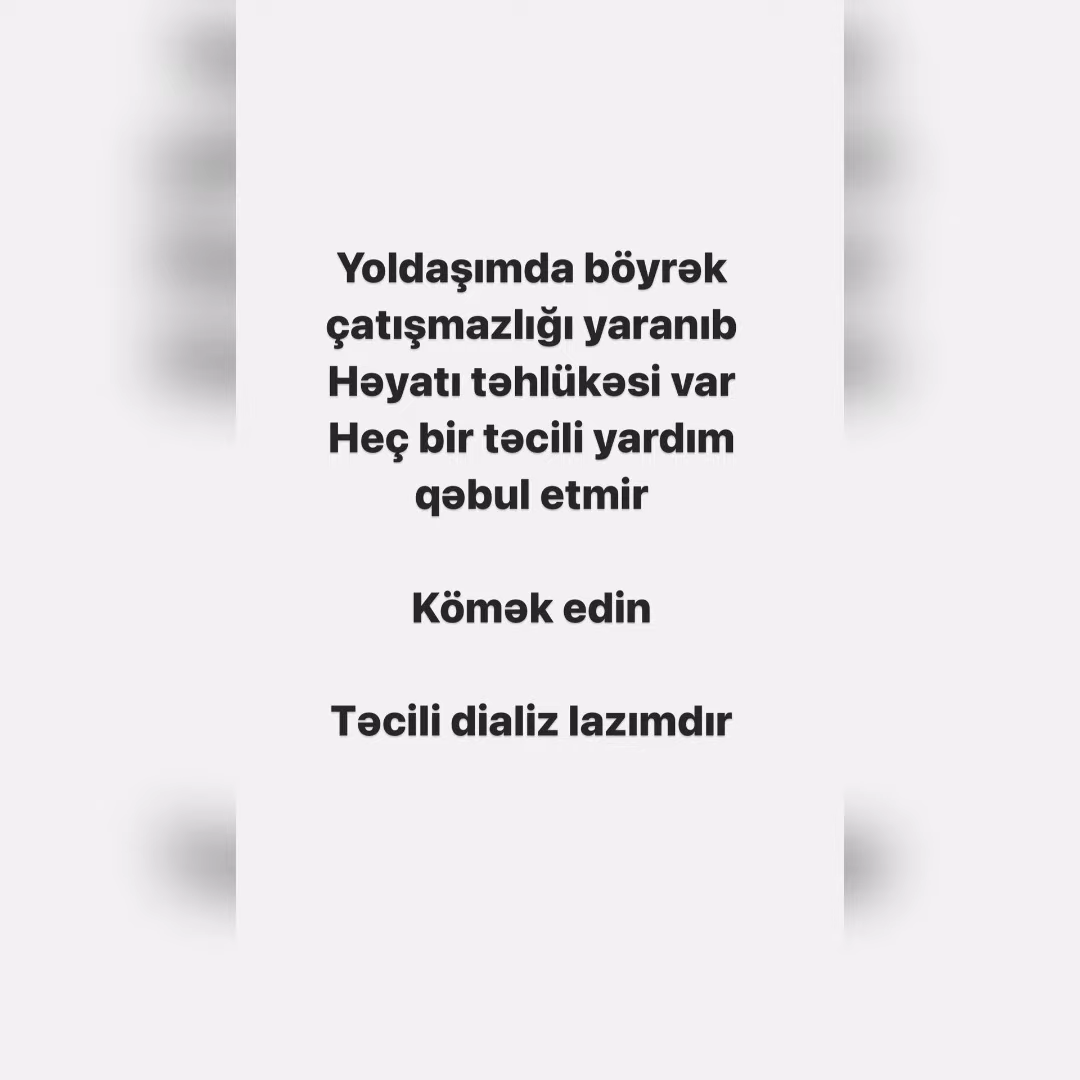 Yoldaşımda böyrək
çatışmazlığı yaranıb
Həyatı təhlükəsi var
Heç bir təcili yardım
qəbul etmir
Kömək edin
Təcili dializ lazımdır